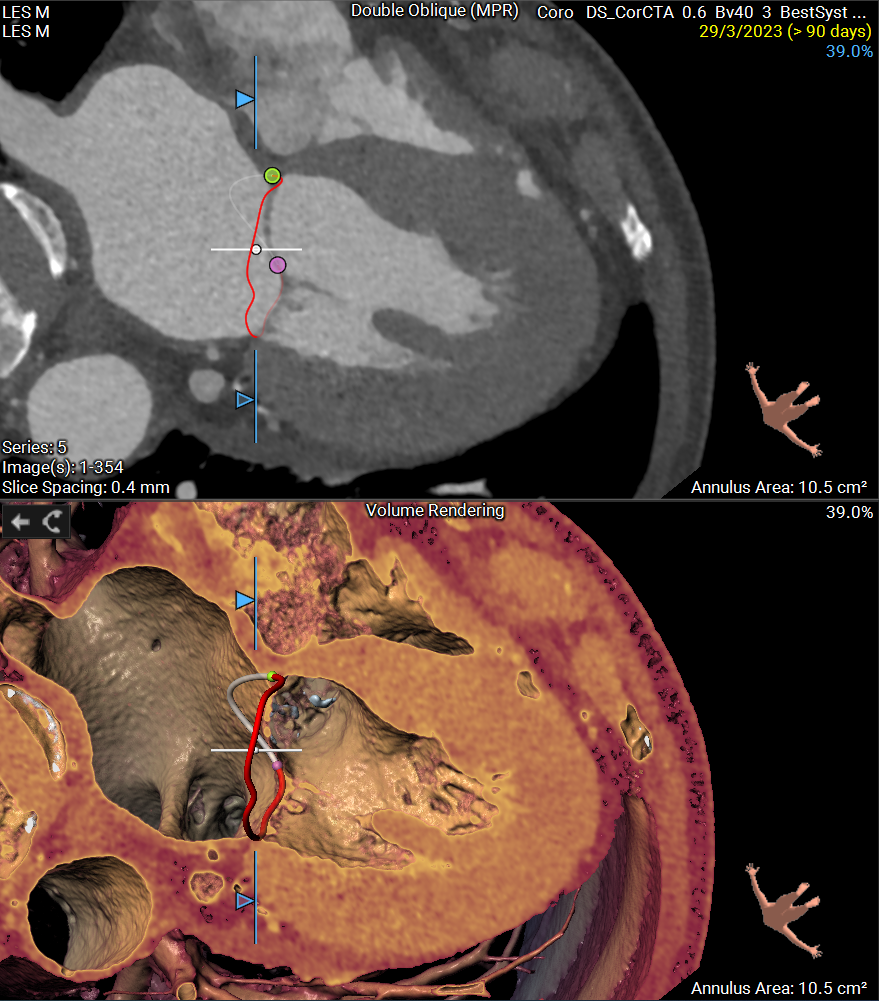 LES M
LES M
Double Oblique (MPR)
Coro DS_CorCTA 0.6 Bv40 3 BestSyst ...
29/3/2023 (> 90 days)
39.0%
Series: 5
Image(s): 1-354
Slice Spacing: 0.4 mm
Annulus Area: 10.5 cm²
Volume Rendering
39.0%
Annulus Area: 10.5 cm²